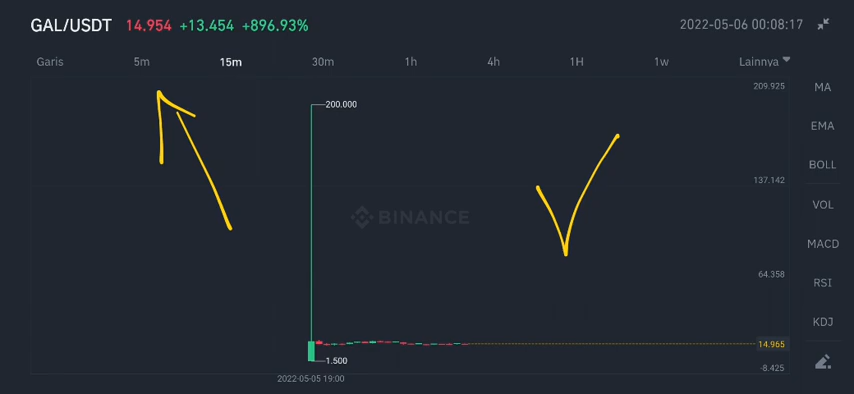 GAL/USDT 14.954 +13.454 +896.93% 2022-05-06 00:08:17
Garis 5m 15m 30m 1h 4h 1H 1w Lainnya
MA
EMA
BOLL
VOL
MACD
RSI
KDJ
209.925
200.000
137.142
BINANCE
64.358
14.965
1.500
-8.425
2022-05-05 19:00